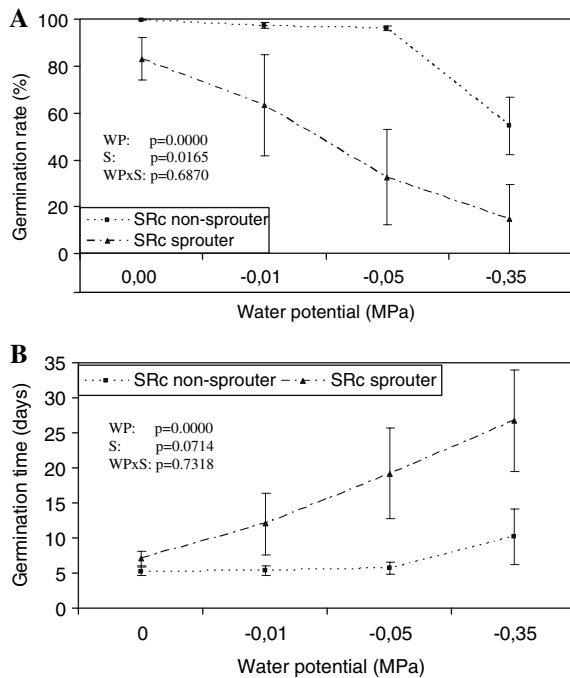 A
Germination rate (%)
100
80
60
40
20
0
WP: p=0.0000
S: p=0.0165
WPxS: p=0.6870
SRc non-sprouter
SRc sprouter
0,00 -0,01 -0,05 -0,35
Water potential (MPa)
B
Germination time (days)
35
30
25
20
15
10
5
0
SRc non-sprouter SRc sprouter
WP: p=0.0000
S: p=0.0714
WPxS: p=0.7318
0 -0,01 -0,05 -0,35
Water potential (MPa)